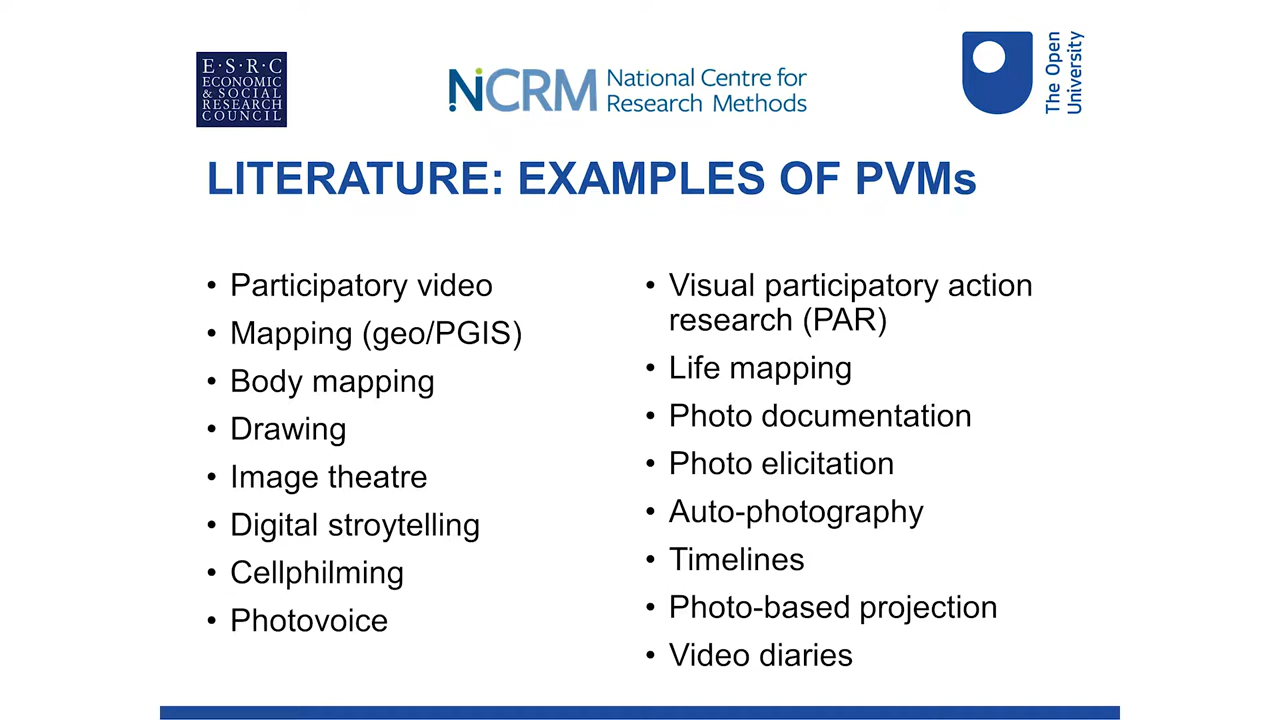 E·S·R·C
ECONOMIC
& SOCIAL
RESEARCH
COUNCIL
NCRM National Centre for
Research Methods
The Open
University
LITERATURE: EXAMPLES OF PVMs
• Participatory video
• Mapping (geo/PGIS)
• Body mapping
• Drawing
• Image theatre
• Digital stroytelling
• Cellphilming
• Photovoice
• Visual participatory action
research (PAR)
• Life mapping
• Photo documentation
• Photo elicitation
• Auto-photography
• Timelines
• Photo-based projection
• Video diaries